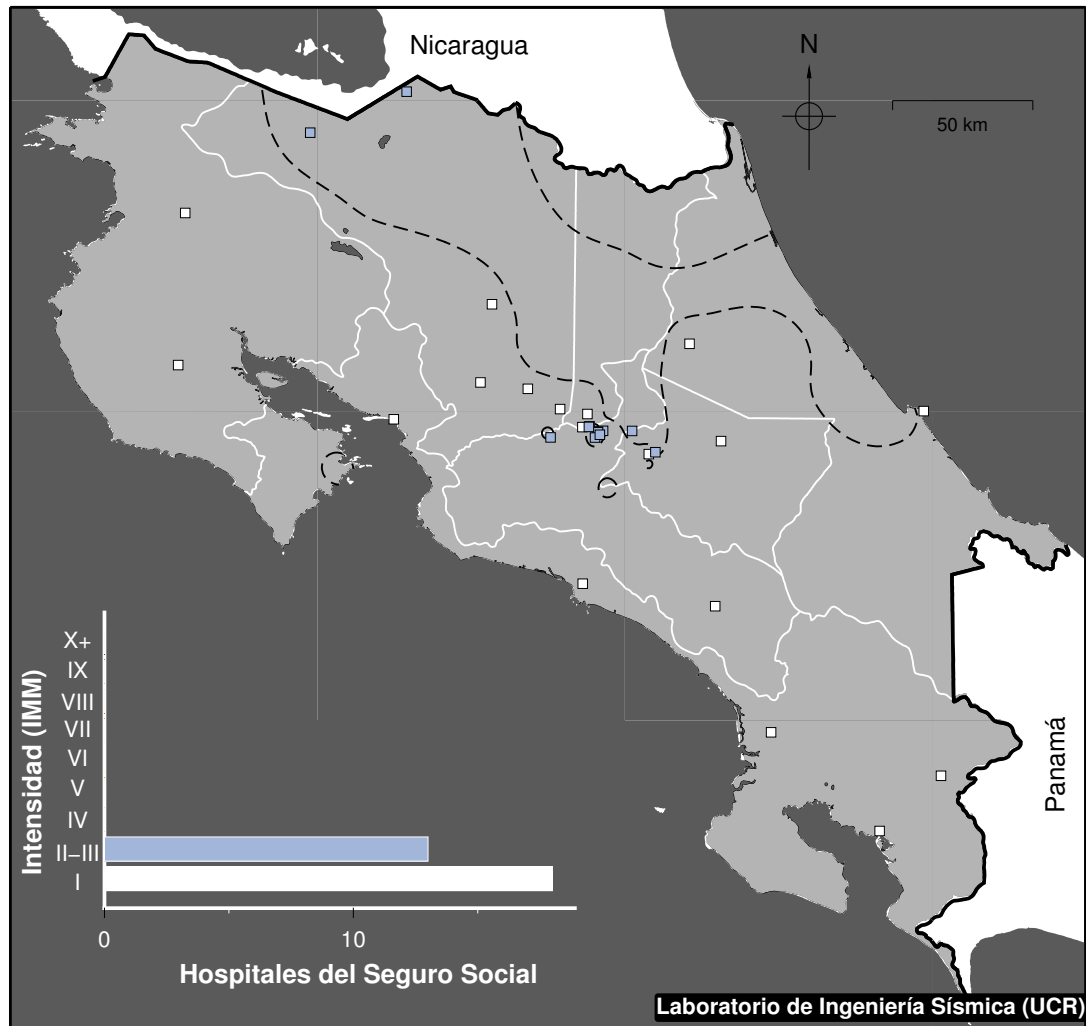 Nicaragua
N
50 km
Panamá
Intensidad (IMM)
X+
IX
VIII
VII
VI
V
IV
II–III
I
0
10
Hospitales del Seguro Social
Laboratorio de Ingeniería Sísmica (UCR)